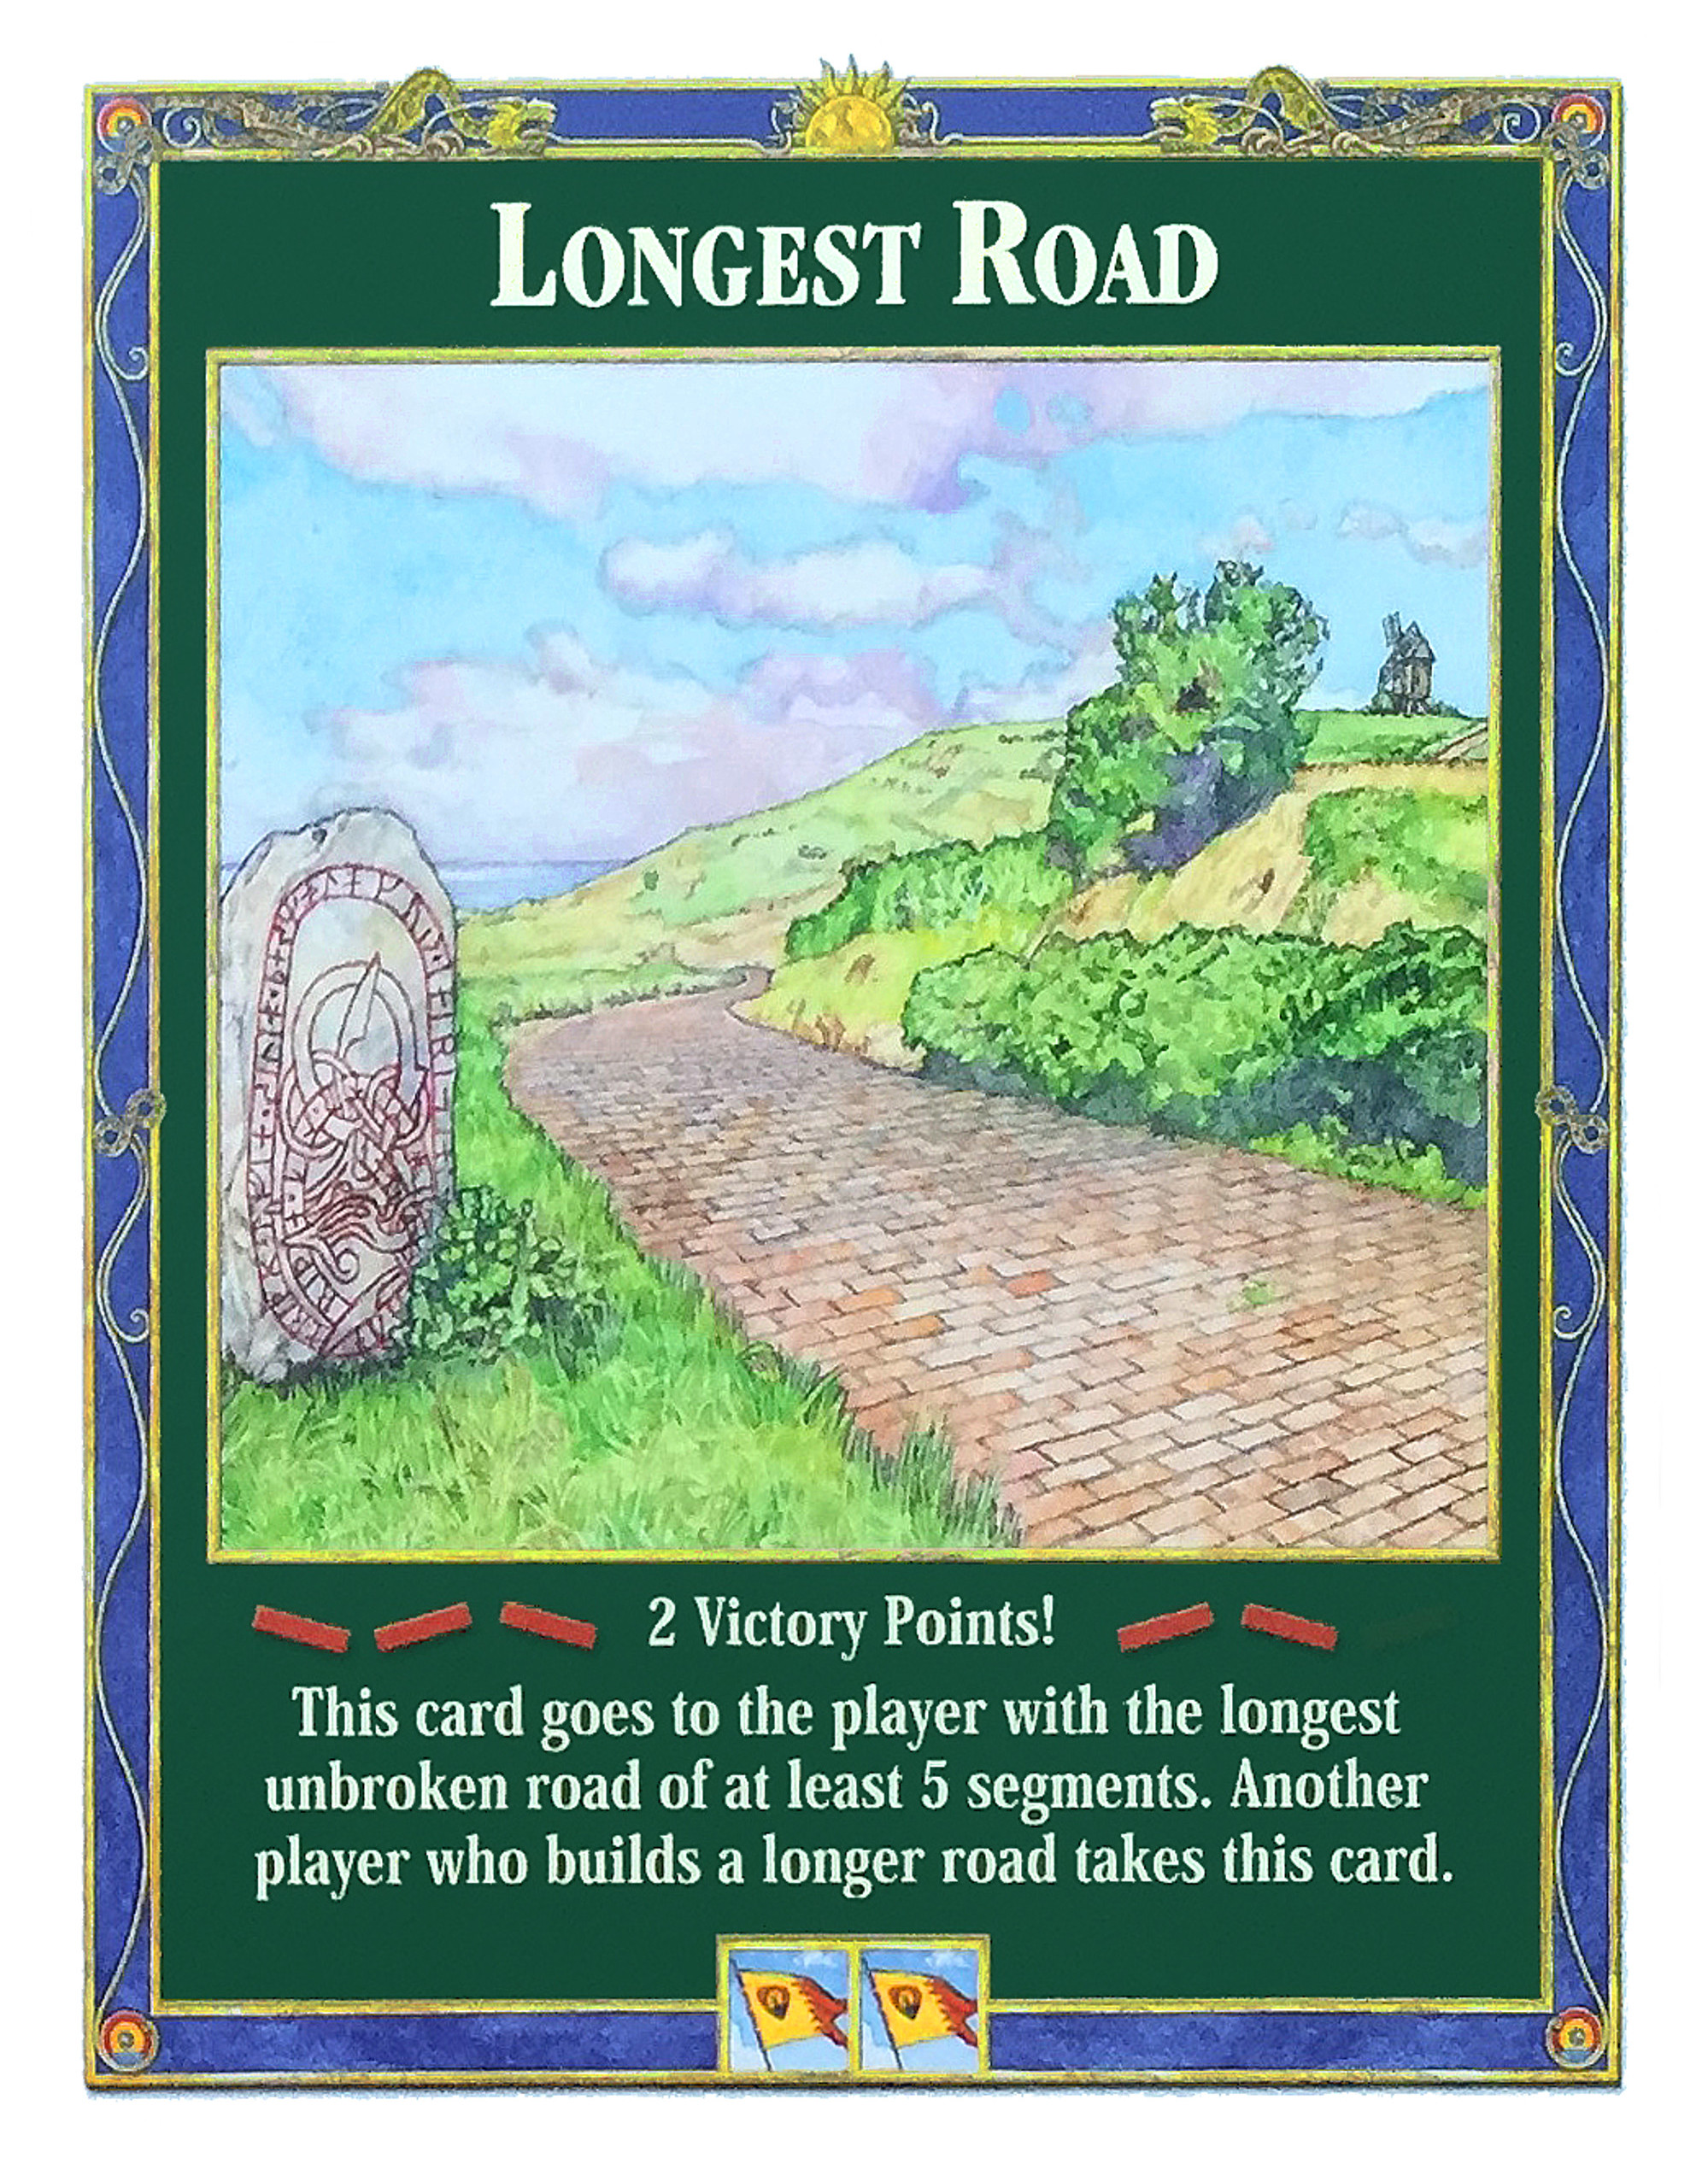 LONGEST ROAD
2 Victory Points!
This card goes to the player with the longest
unbroken road of at least 5 segments. Another
player who builds a longer road takes this card.